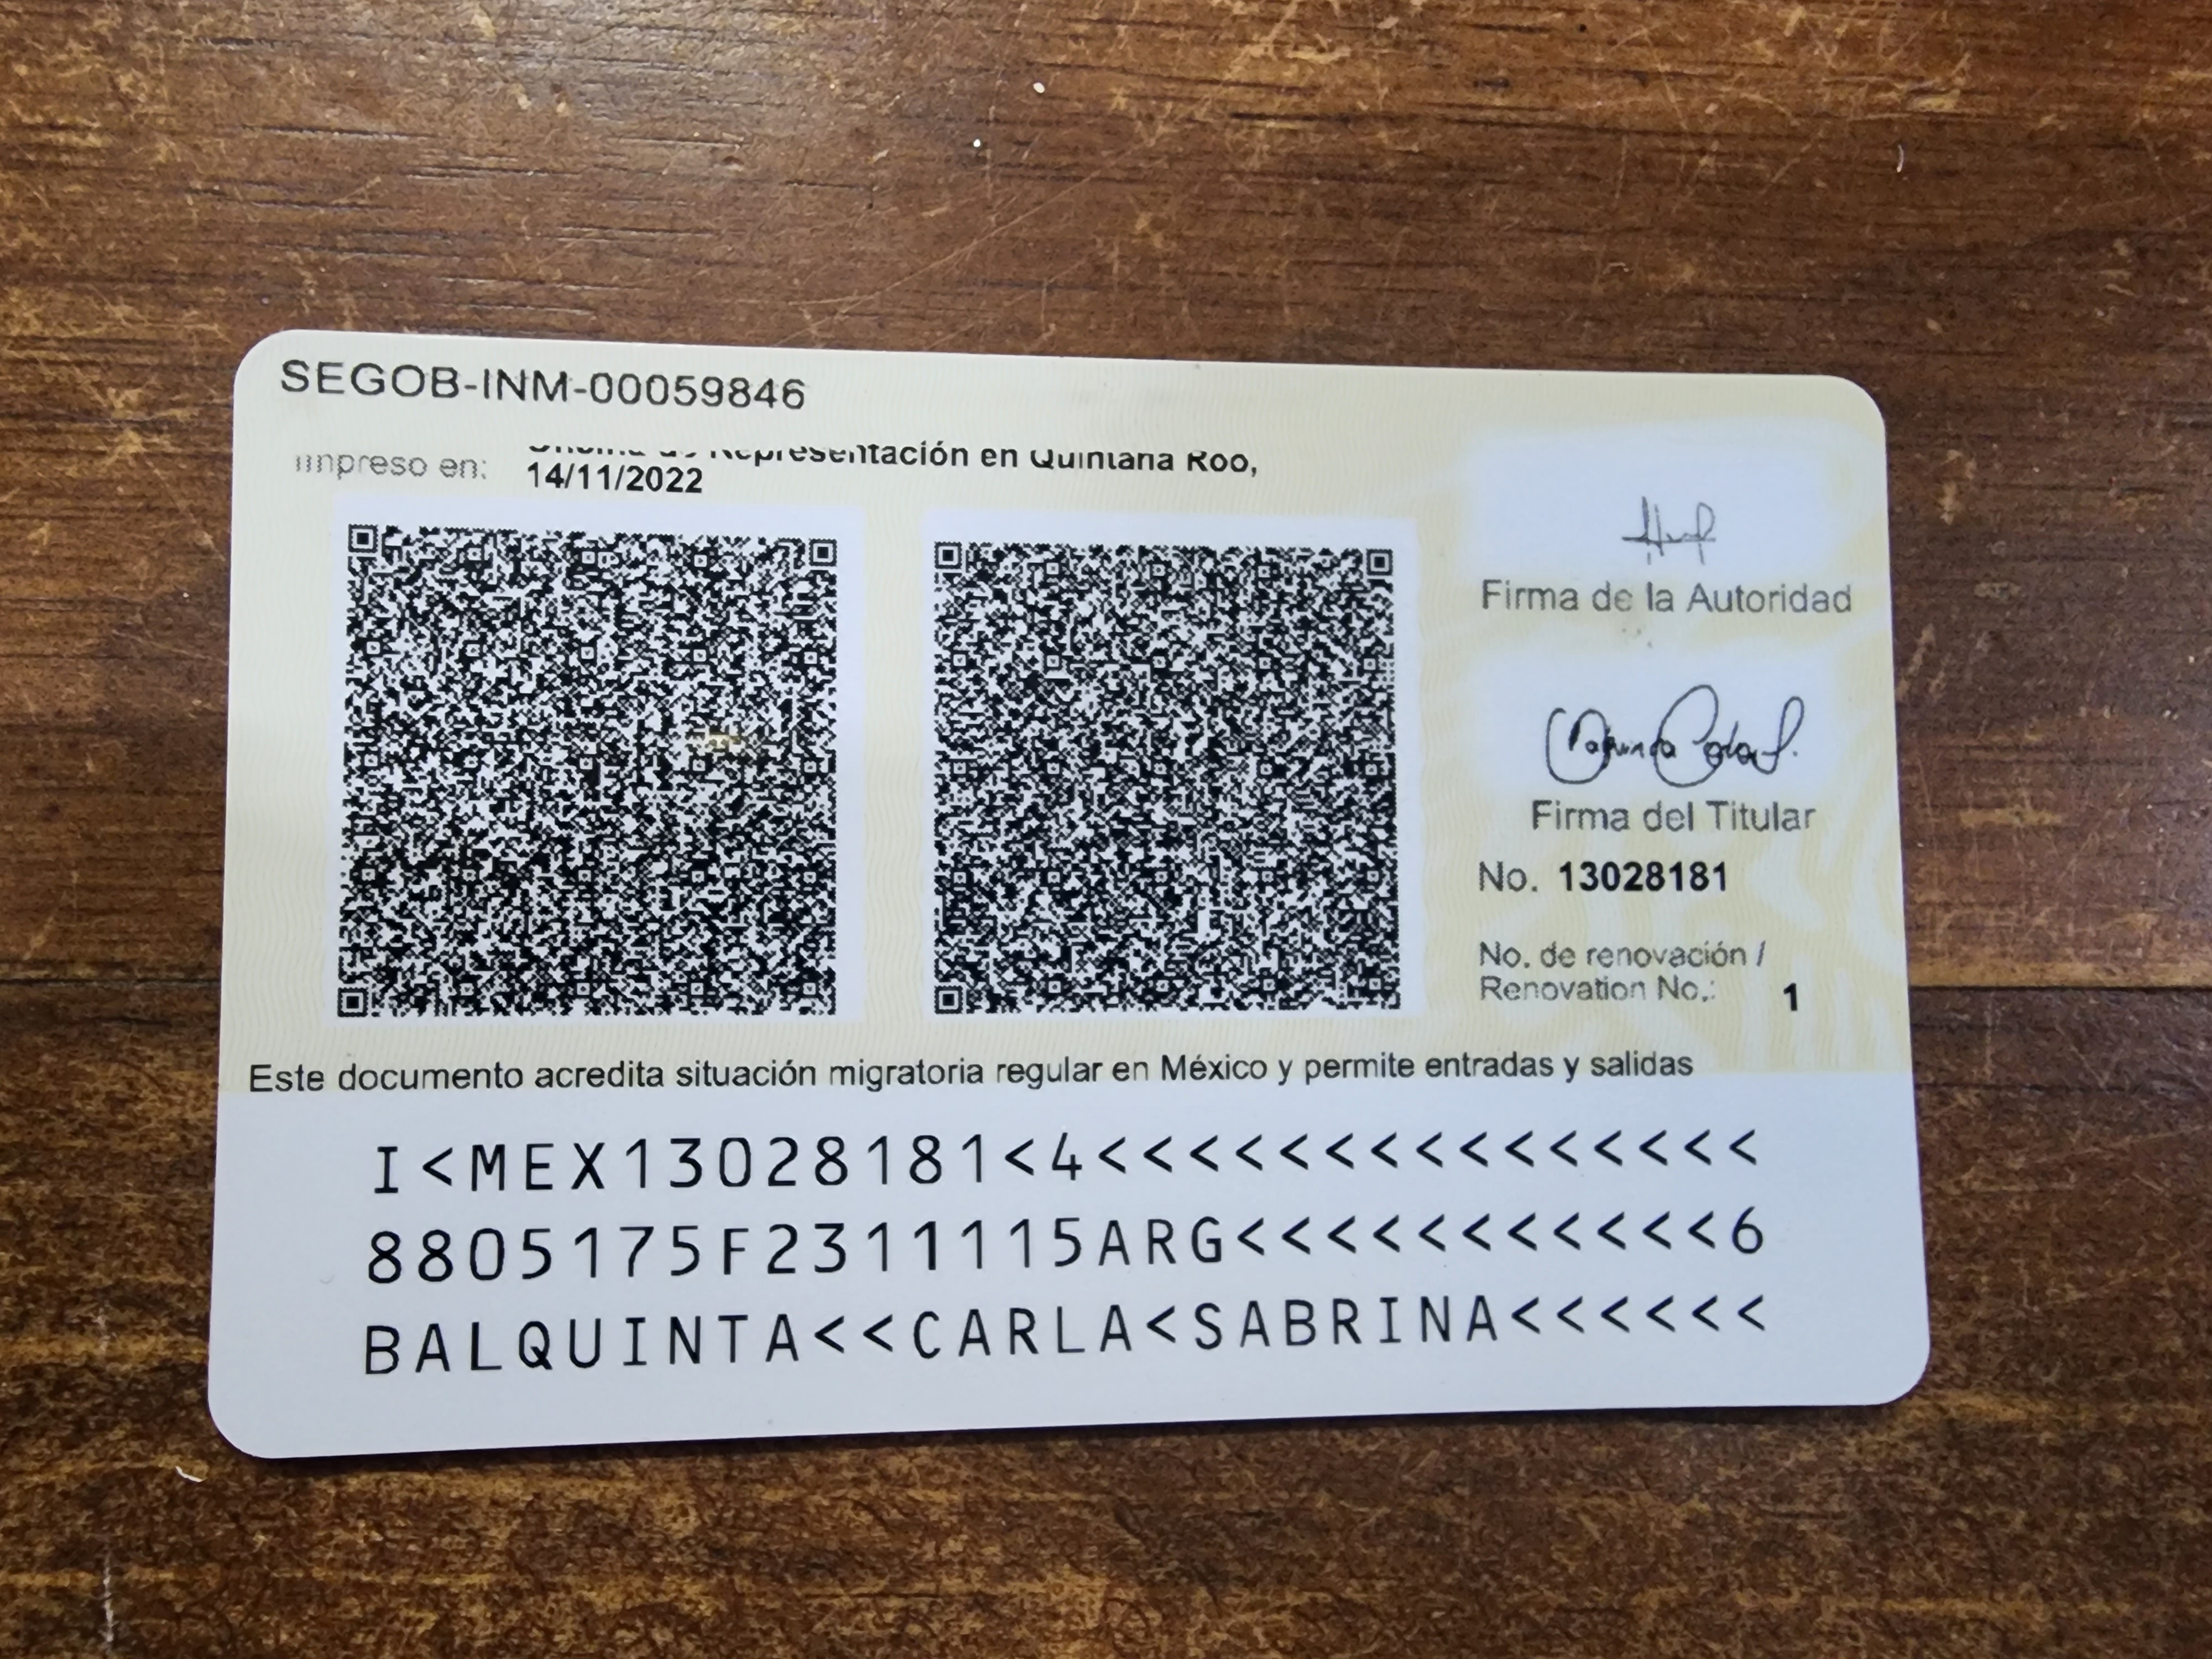 SEGOB-INM-00059846
Impreso en: Oficina de Representación en Quintana Roo,
14/11/2022
Firma de la Autoridad
Firma del Titular
No. 13028181
No. de renovación /
Renovation No.: 1
Este documento acredita situación migratoria regular en México y permite entradas y salidas
I<MEX13028181<4<<<<<<<<<<<<<<<
8805175F2311115ARG<<<<<<<<<<<6
BALQUINTA<<CARLA<SABRINA<<<<<<